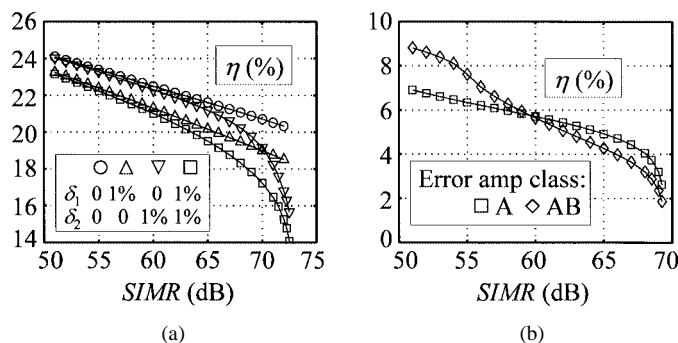 26
24
22
20
18
16
14
η (%)
○ △ ▽ □
δ1 0 1% 0 1%
δ2 0 0 1% 1%
50 55 60 65 70 75
SIMR (dB)
(a)
10
8
6
4
2
0
η (%)
Error amp class:
□ A ◇ AB
50 55 60 65 70
SIMR (dB)
(b)